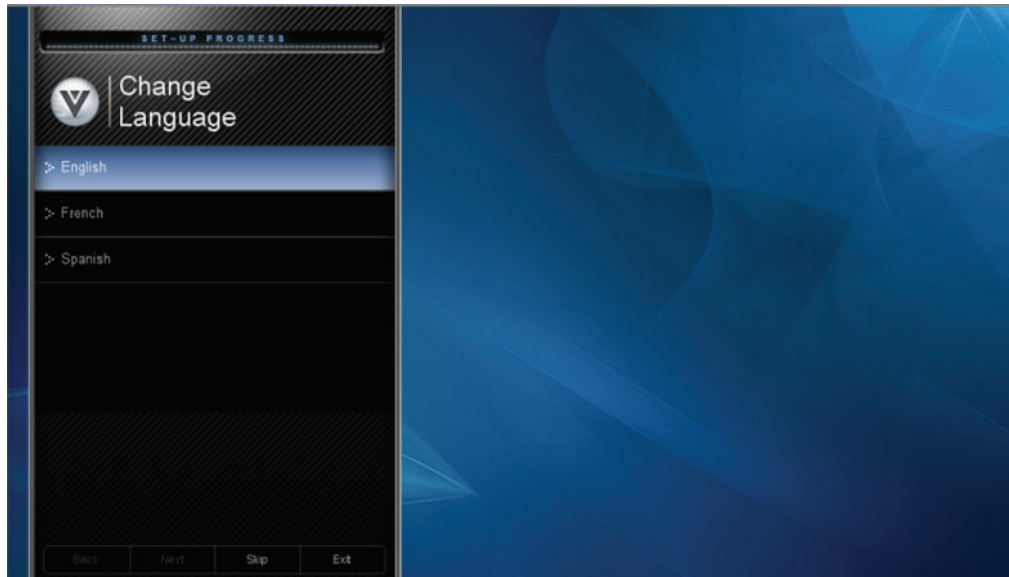 SET-UP PROGRESS
Change
Language
English
French
Spanish
Back Next Skip Exit